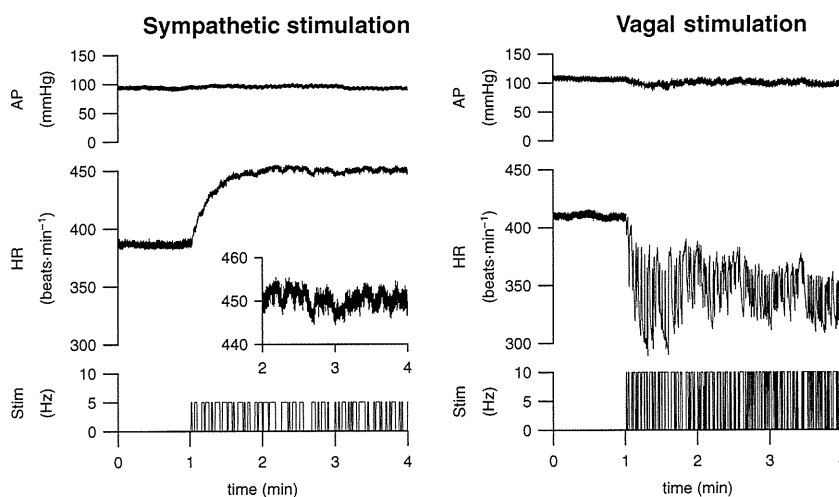 Sympathetic stimulation
150
100
50
0
AP
(mmHg)
450
400
350
300
HR
(beats·min⁻¹)
460
450
440
2
3
4
10
5
0
Stim
(Hz)
0
1
2
3
4
time (min)
Vagal stimulation
150
100
50
0
AP
(mmHg)
450
400
350
300
HR
(beats·min⁻¹)
10
5
0
Stim
(Hz)
0
1
2
3
time (min)